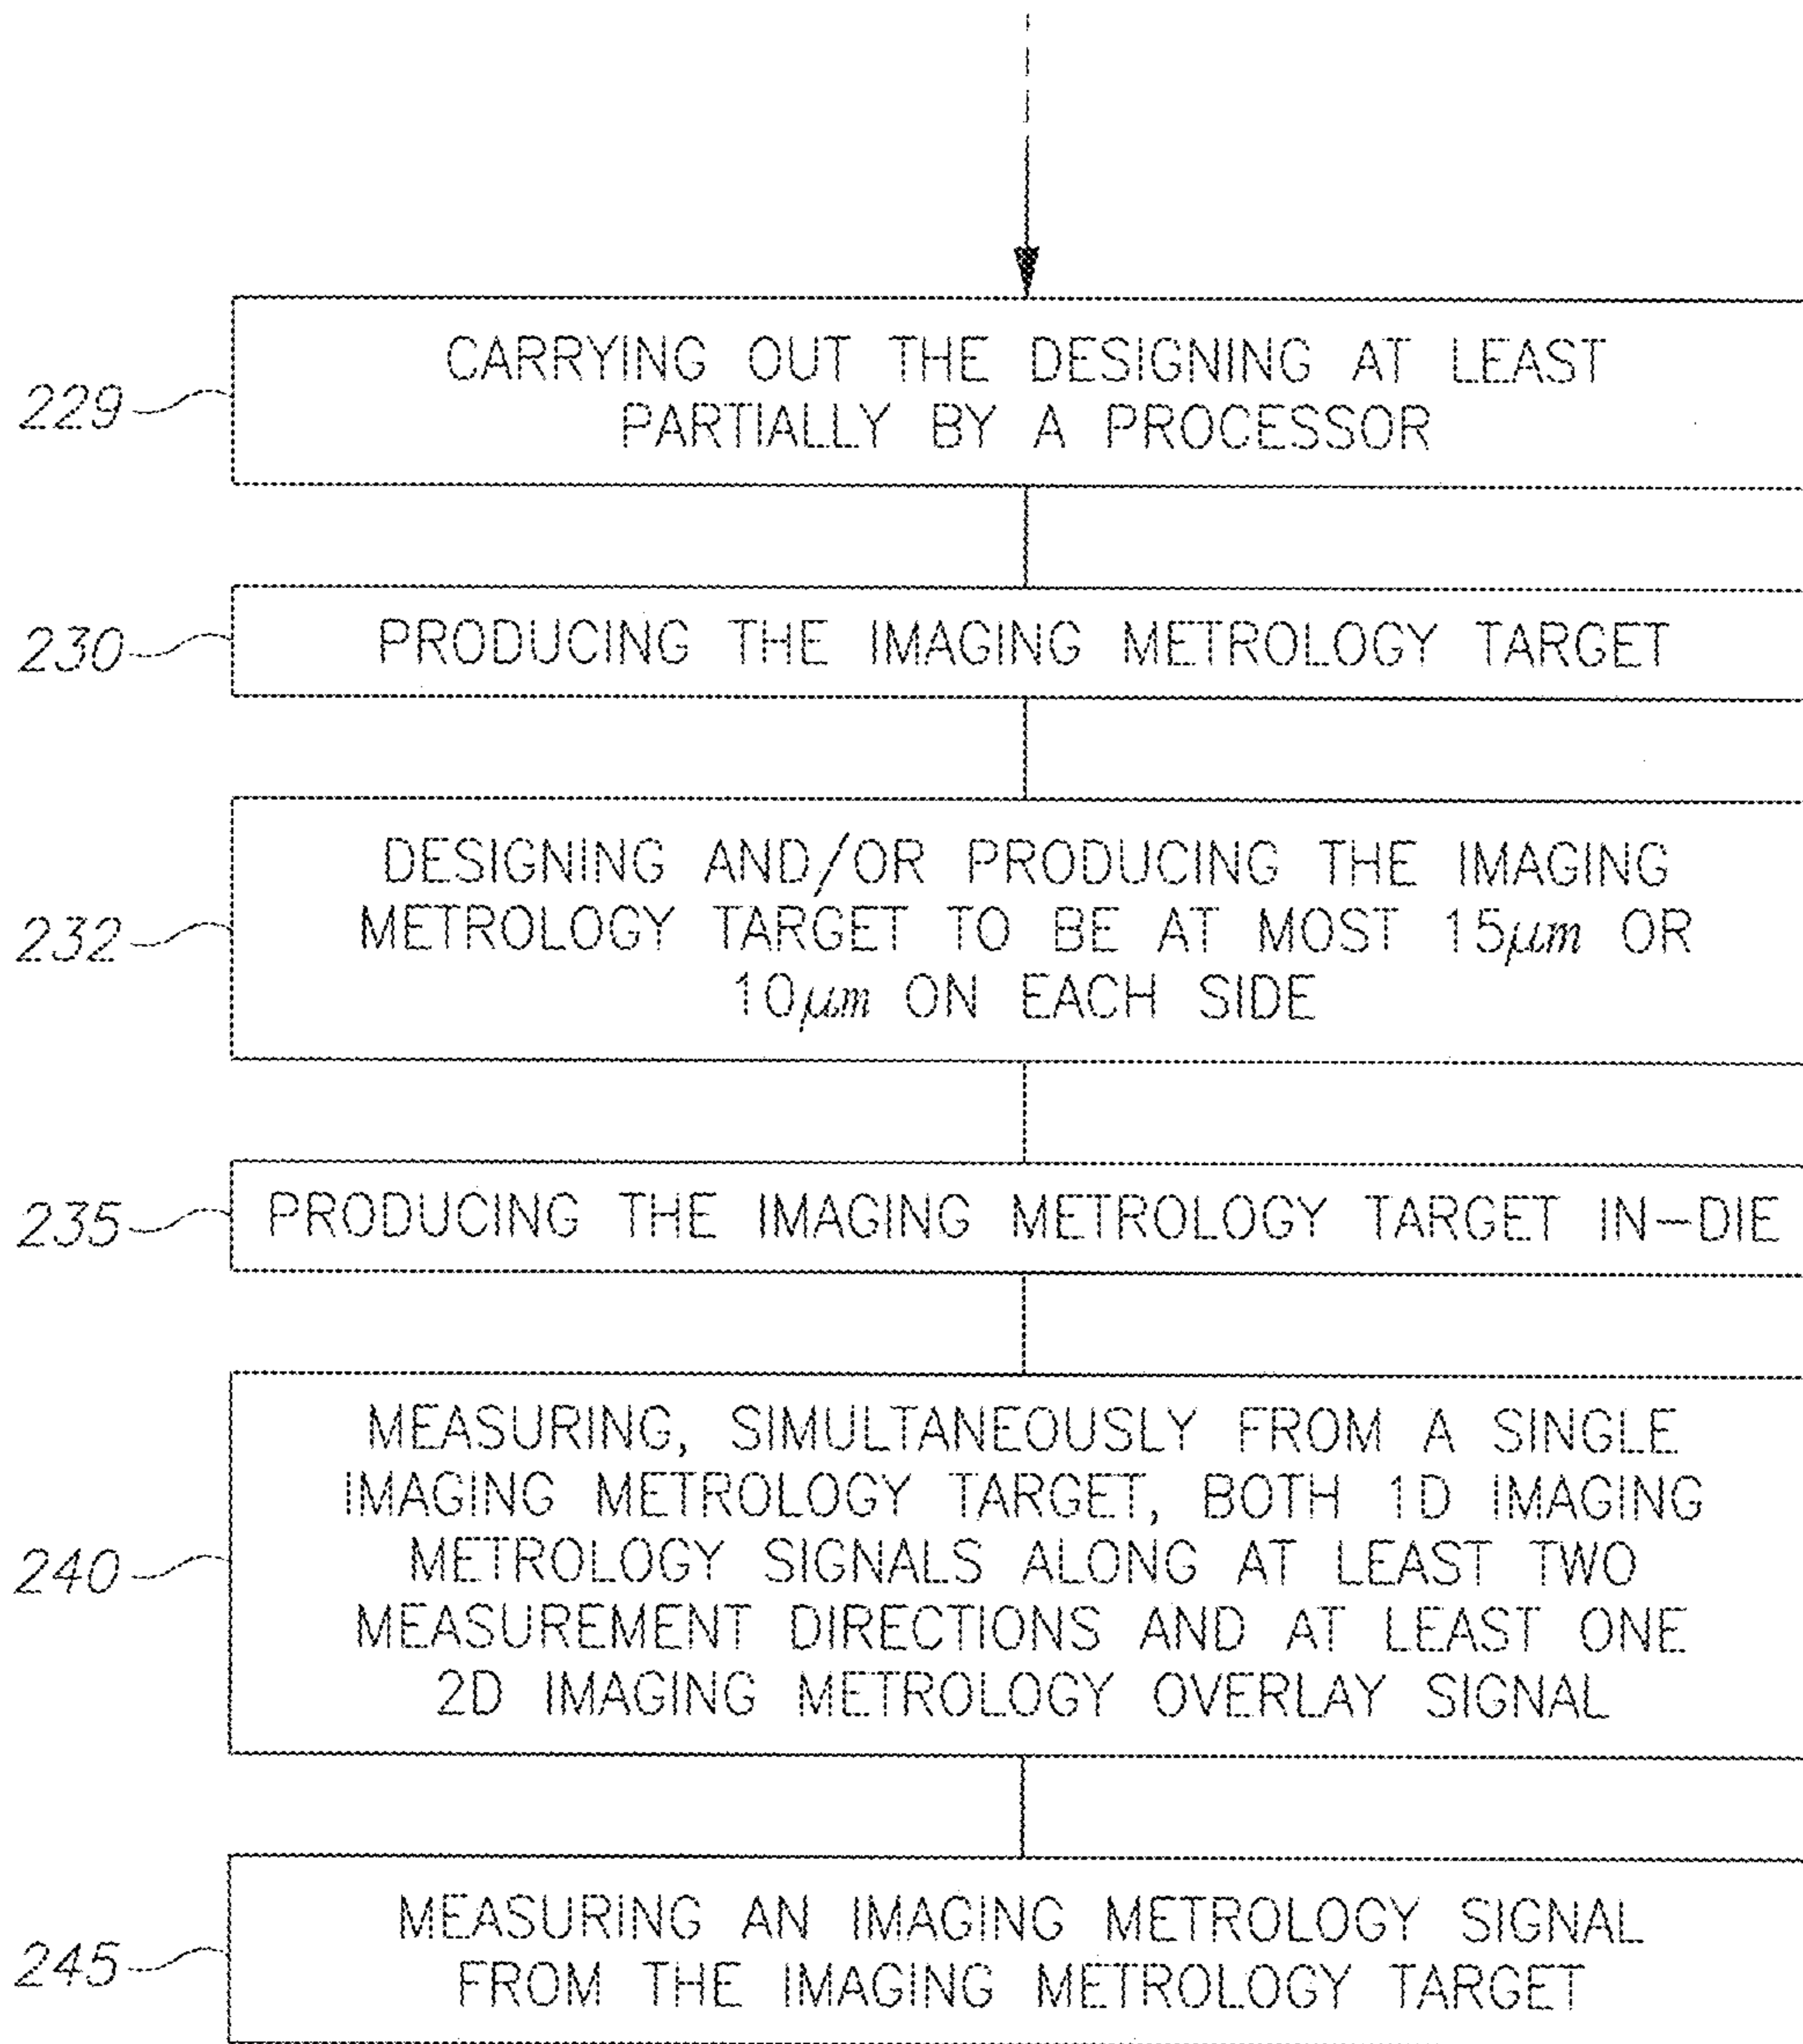 229
CARRYING OUT THE DESIGNING AT LEAST
PARTIALLY BY A PROCESSOR
230
PRODUCING THE IMAGING METROLOGY TARGET
232
DESIGNING AND/OR PRODUCING THE IMAGING
METROLOGY TARGET TO BE AT MOST 15μm OR
10μm ON EACH SIDE
235
PRODUCING THE IMAGING METROLOGY TARGET IN-DIE
240
MEASURING, SIMULTANEOUSLY FROM A SINGLE
IMAGING METROLOGY TARGET, BOTH 1D IMAGING
METROLOGY SIGNALS ALONG AT LEAST TWO
MEASUREMENT DIRECTIONS AND AT LEAST ONE
2D IMAGING METROLOGY OVERLAY SIGNAL
245
MEASURING AN IMAGING METROLOGY SIGNAL
FROM THE IMAGING METROLOGY TARGET